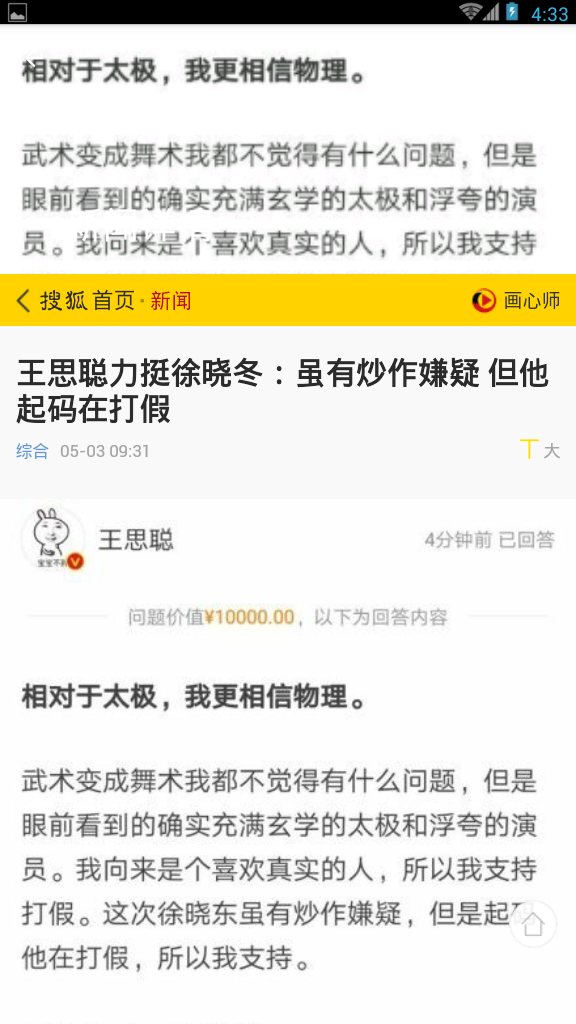 4:33
相对于太极，我更相信物理。
武术变成舞术我都不觉得有什么问题，但是
眼前看到的确实充满玄学的太极和浮夸的演
员。我向来是个喜欢真实的人，所以我支持
搜狐 首页·新闻 画心师
王思聪力挺徐晓冬：虽有炒作嫌疑 但他
起码在打假
综合 05-03 09:31 大
王思聪 4分钟前 已回答
宝宝不
问题价值¥10000.00，以下为回答内容
相对于太极，我更相信物理。
武术变成舞术我都不觉得有什么问题，但是
眼前看到的确实充满玄学的太极和浮夸的演
员。我向来是个喜欢真实的人，所以我支持
打假。这次徐晓东虽有炒作嫌疑，但是起码
他在打假，所以我支持。